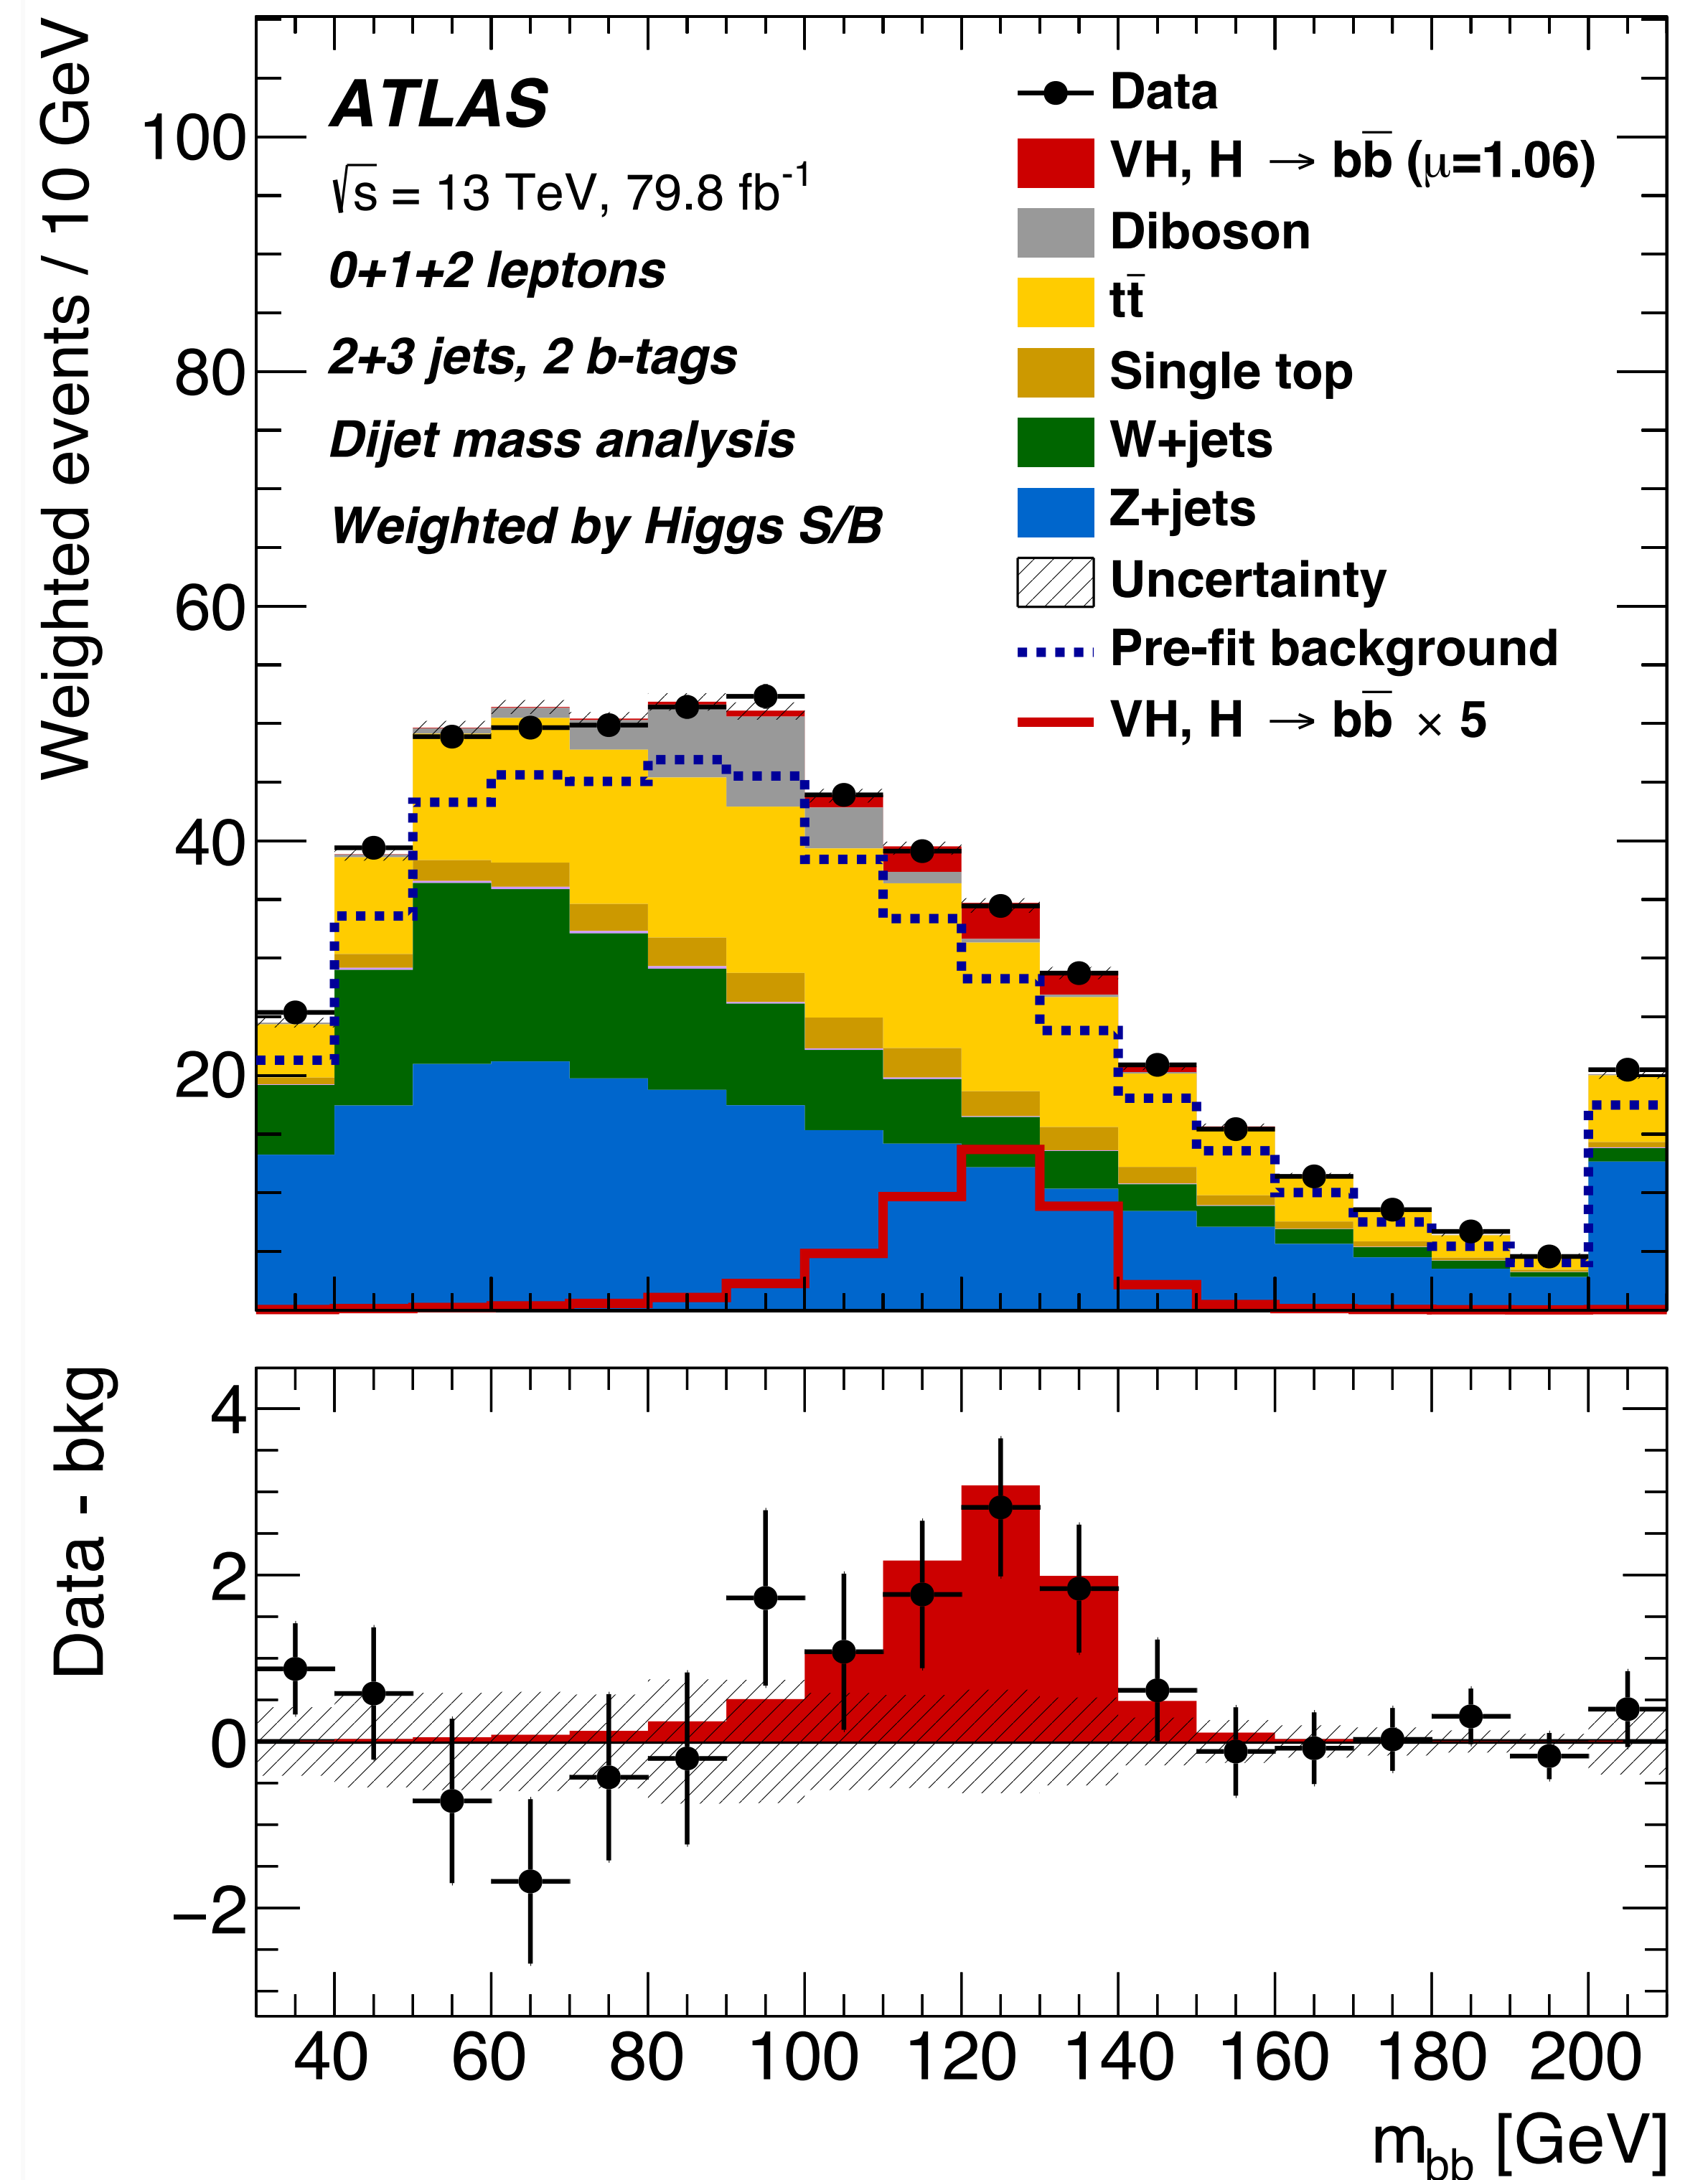 Weighted events / 10 GeV
100
80
60
40
20
ATLAS
√s = 13 TeV, 79.8 fb⁻¹
0+1+2 leptons
2+3 jets, 2 b-tags
Dijet mass analysis
Weighted by Higgs S/B
Data
VH, H → bb̄ (μ=1.06)
Diboson
tt̄
Single top
W+jets
Z+jets
Uncertainty
Pre-fit background
VH, H → bb̄ × 5
Data - bkg
4
2
0
−2
40 60 80 100 120 140 160 180 200
m_bb [GeV]